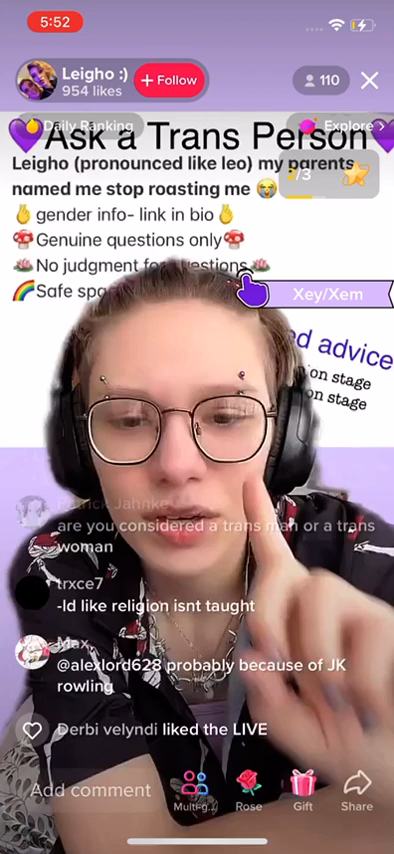 5:52
Leigho :)
954 likes
+ Follow
110
Daily Ranking
Explore >
Ask a Trans Person
Leigho (pronounced like leo) my parents
named me stop roasting me 😭
/3
🫰gender info- link in bio🫰
🍄Genuine questions only🍄
🪷No judgment for questions🪷
🌈Safe spa
Xey/Xem
ed advice
on stage
on stage
Patrick Jahnke
are you considered a trans man or a trans
woman
trxce7
-ld like religion isnt taught
Max.
@alexlord628 probably because of JK
rowling
Derbi velyndi liked the LIVE
Add comment
Multi-g...
Rose
Gift
Share